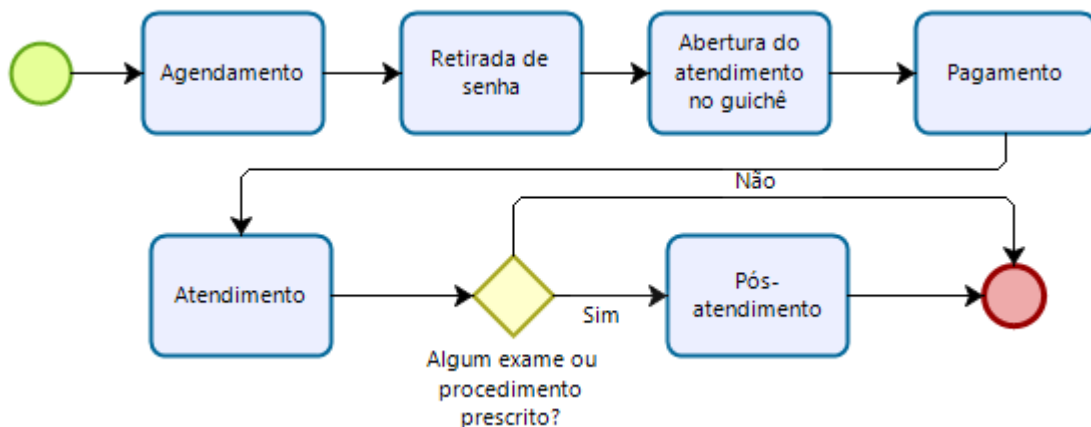 Agendamento
Retirada de
senha
Abertura do
atendimento
no guichê
Pagamento
Não
Atendimento
Sim
Pós-
atendimento
Algum exame ou
procedimento
prescrito?